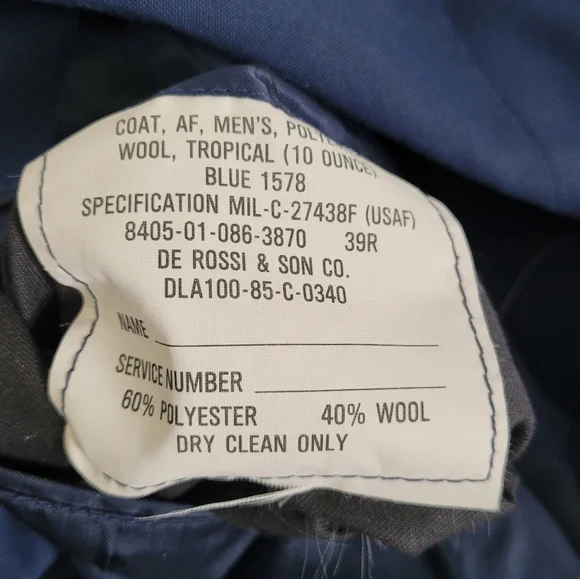 COAT, AF, MEN'S,
WOOL, TROPICAL (10 OUNCE)
BLUE 1578
SPECIFICATION MIL-C-27438F (USAF)
8405-01-086-3870 39R
DE ROSSI & SON CO.
DLA100-85-C-0340
NAME
SERVICE NUMBER
60% POLYESTER 40% WOOL
DRY CLEAN ONLY